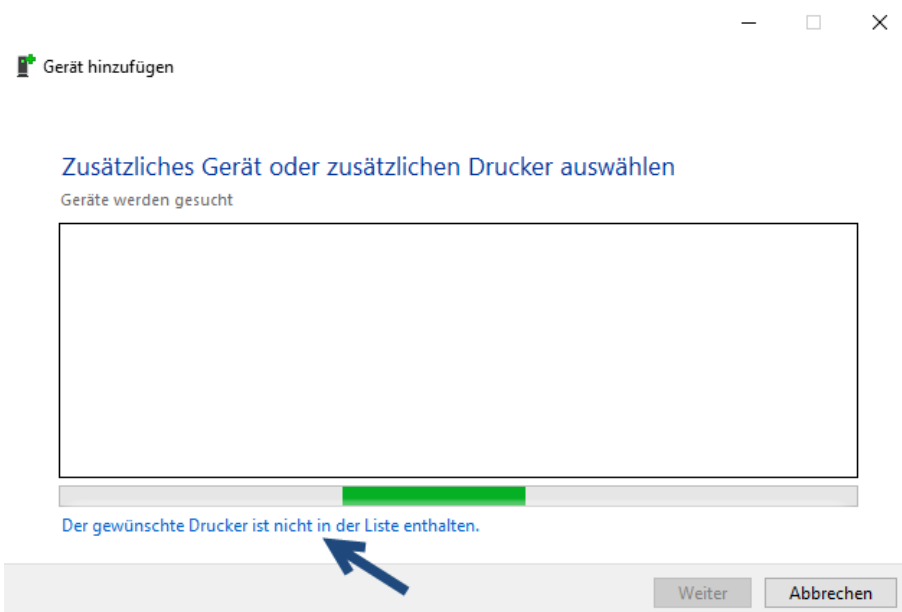 Gerät hinzufügen
Zusätzliches Gerät oder zusätzlichen Drucker auswählen
Geräte werden gesucht
Der gewünschte Drucker ist nicht in der Liste enthalten.
Weiter
Abbrechen